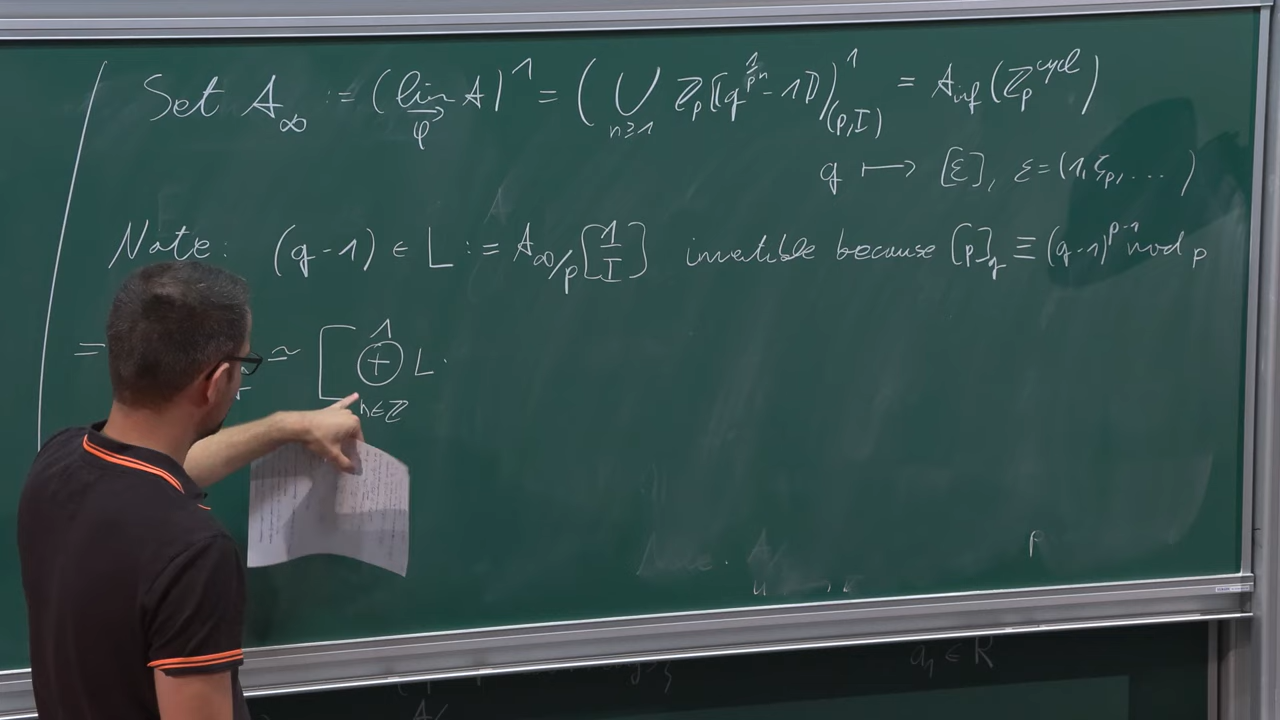 Set A_∞ := (lim_{→φ} A)^∧ = (⋃_{n≥1} ℤ_p[[q^{1/p^n} - 1]])^∧_{(p,I)} = A_inf(ℤ_p^{cycl})
q ⟼ [ε], ε = (1, ζ_p, ...)
Note: (q-1) ∈ L := A_∞/p[1/I] invertible because [p]_q ≡ (q-1)^{p-1} mod p
= ≃ [ ⊕^∧_{n∈ℤ} L ·
p
a_1 ∈ R